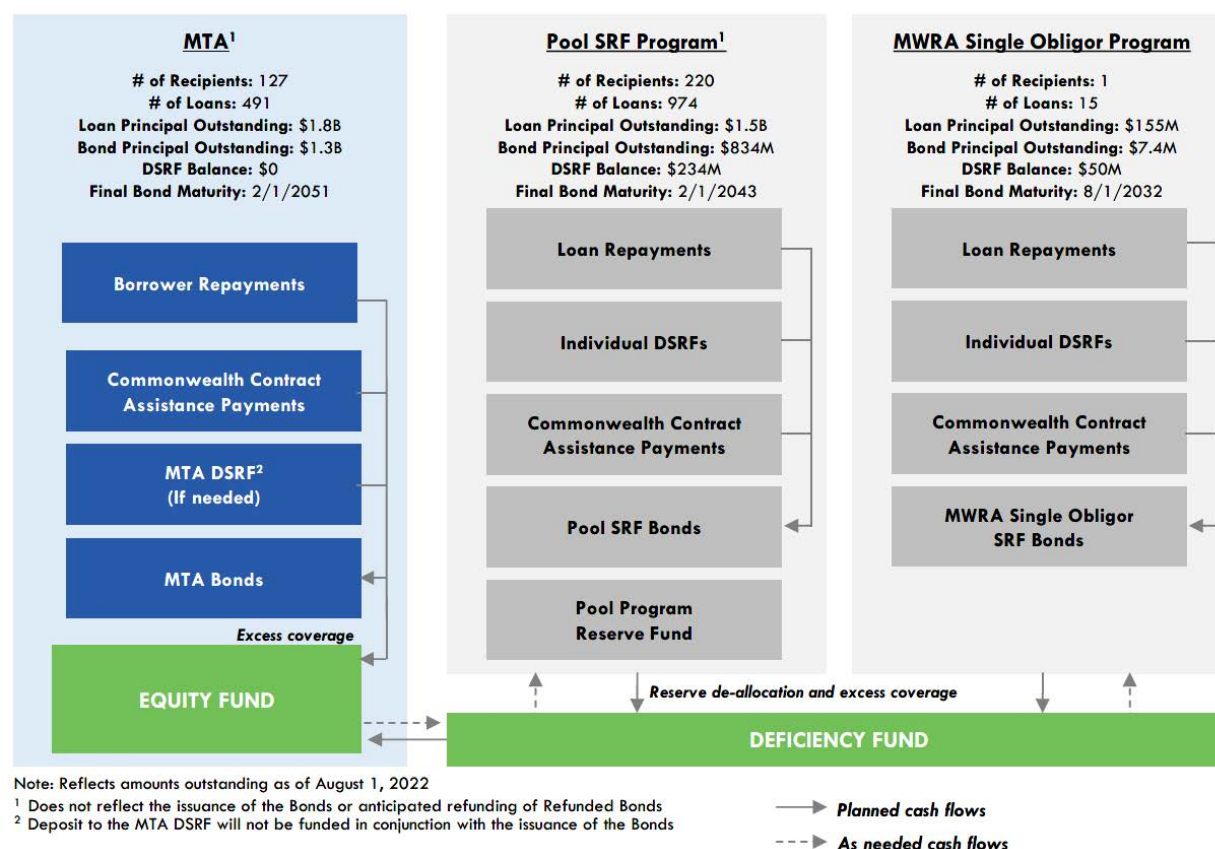 MTA¹
# of Recipients: 127
# of Loans: 491
Loan Principal Outstanding: $1.8B
Bond Principal Outstanding: $1.3B
DSRF Balance: $0
Final Bond Maturity: 2/1/2051
Borrower Repayments
Commonwealth Contract
Assistance Payments
MTA DSRF²
(If needed)
MTA Bonds
Excess coverage
EQUITY FUND
Pool SRF Program¹
# of Recipients: 220
# of Loans: 974
Loan Principal Outstanding: $1.5B
Bond Principal Outstanding: $834M
DSRF Balance: $234M
Final Bond Maturity: 2/1/2043
Loan Repayments
Individual DSRFs
Commonwealth Contract
Assistance Payments
Pool SRF Bonds
Pool Program
Reserve Fund
MWRA Single Obligor Program
# of Recipients: 1
# of Loans: 15
Loan Principal Outstanding: $155M
Bond Principal Outstanding: $7.4M
DSRF Balance: $50M
Final Bond Maturity: 8/1/2032
Loan Repayments
Individual DSRFs
Commonwealth Contract
Assistance Payments
MWRA Single Obligor
SRF Bonds
Reserve de-allocation and excess coverage
DEFICIENCY FUND
Note: Reflects amounts outstanding as of August 1, 2022
¹ Does not reflect the issuance of the Bonds or anticipated refunding of Refunded Bonds
² Deposit to the MTA DSRF will not be funded in conjunction with the issuance of the Bonds
Planned cash flows
As needed cash flows